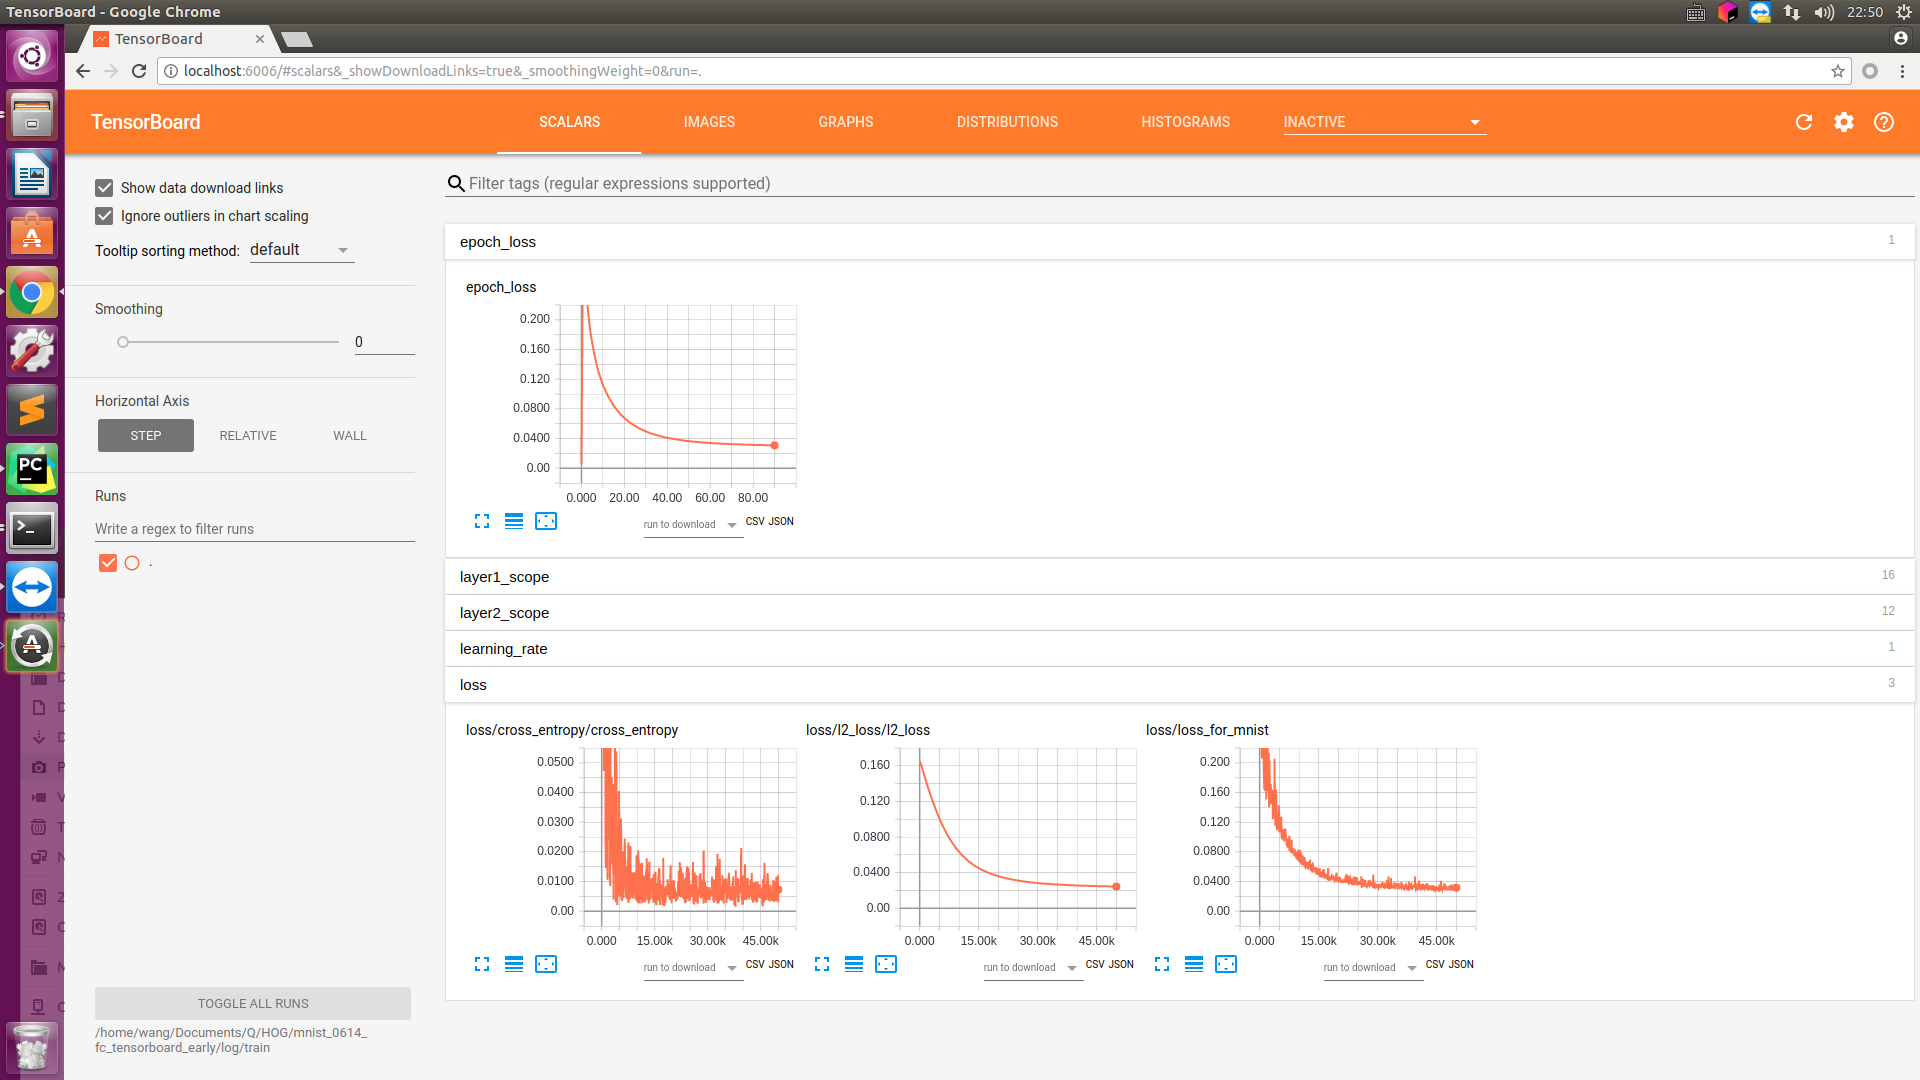 TensorBoard - Google Chrome
22:50
TensorBoard
localhost:6006/#scalars&_showDownloadLinks=true&_smoothingWeight=0&run=.
TensorBoard
SCALARS
IMAGES
GRAPHS
DISTRIBUTIONS
HISTOGRAMS
INACTIVE
Show data download links
Ignore outliers in chart scaling
Tooltip sorting method: default
Smoothing
0
Horizontal Axis
STEP
RELATIVE
WALL
Runs
Write a regex to filter runs
.
TOGGLE ALL RUNS
/home/wang/Documents/Q/HOG/mnist_0614_
fc_tensorboard_early/log/train
Filter tags (regular expressions supported)
epoch_loss 1
epoch_loss
0.200
0.160
0.120
0.0800
0.0400
0.00
0.000 20.00 40.00 60.00 80.00
run to download CSV JSON
layer1_scope 16
layer2_scope 12
learning_rate 1
loss 3
loss/cross_entropy/cross_entropy
0.0500
0.0400
0.0300
0.0200
0.0100
0.00
0.000 15.00k 30.00k 45.00k
run to download CSV JSON
loss/l2_loss/l2_loss
0.160
0.120
0.0800
0.0400
0.00
0.000 15.00k 30.00k 45.00k
run to download CSV JSON
loss/loss_for_mnist
0.200
0.160
0.120
0.0800
0.0400
0.00
0.000 15.00k 30.00k 45.00k
run to download CSV JSON
PC